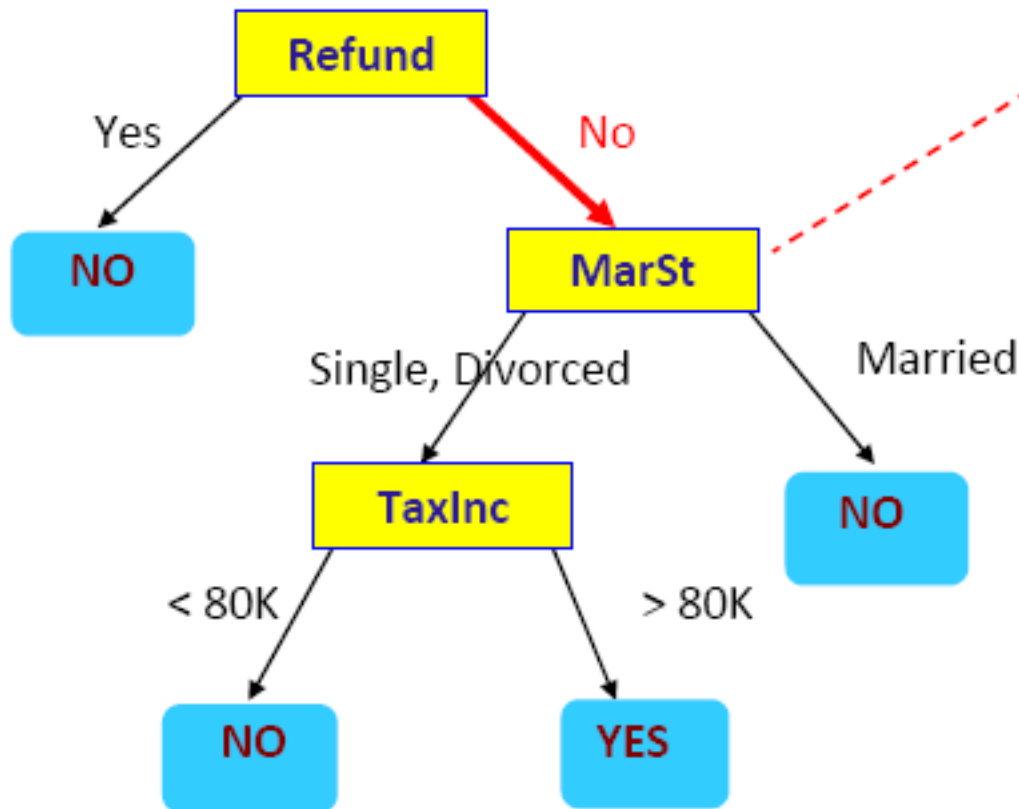 Refund
Yes
No
NO
MarSt
Single, Divorced
Married
TaxInc
NO
< 80K
> 80K
NO
YES